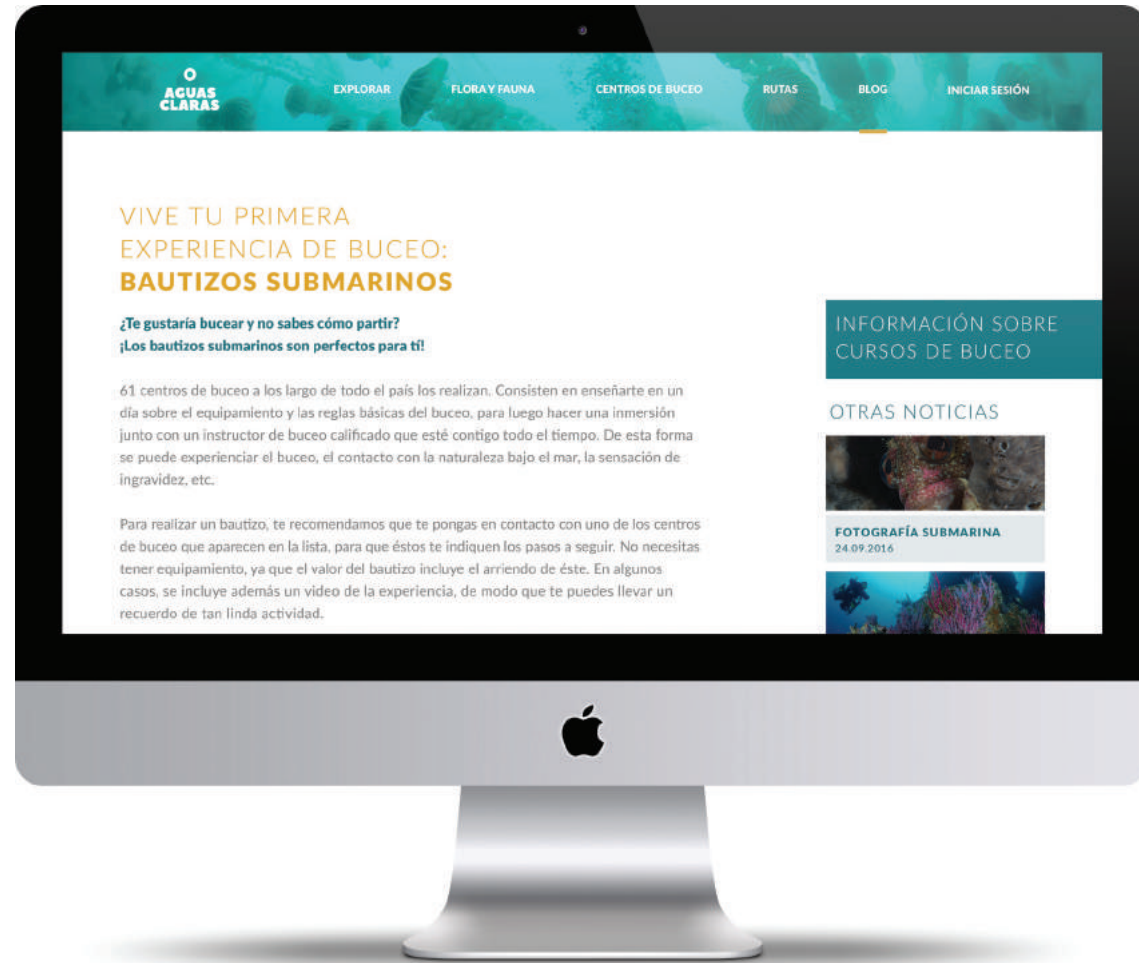 O
AGUAS
CLARAS
EXPLORAR
FLORA Y FAUNA
CENTROS DE BUCEO
RUTAS
BLOG
INICIAR SESIÓN
VIVE TU PRIMERA
EXPERIENCIA DE BUCEO:
BAUTIZOS SUBMARINOS
¿Te gustaría bucear y no sabes cómo partir?
¡Los bautizos submarinos son perfectos para tí!
61 centros de buceo a los largo de todo el país los realizan. Consisten en enseñarte en un
día sobre el equipamiento y las reglas básicas del buceo, para luego hacer una inmersión
junto con un instructor de buceo calificado que esté contigo todo el tiempo. De esta forma
se puede experienciar el buceo, el contacto con la naturaleza bajo el mar, la sensación de
ingravidez, etc.
Para realizar un bautizo, te recomendamos que te pongas en contacto con uno de los centros
de buceo que aparecen en la lista, para que éstos te indiquen los pasos a seguir. No necesitas
tener equipamiento, ya que el valor del bautizo incluye el arriendo de éste. En algunos
casos, se incluye además un video de la experiencia, de modo que te puedes llevar un
recuerdo de tan linda actividad.
INFORMACIÓN SOBRE
CURSOS DE BUCEO
OTRAS NOTICIAS
FOTOGRAFÍA SUBMARINA
24.09.2016